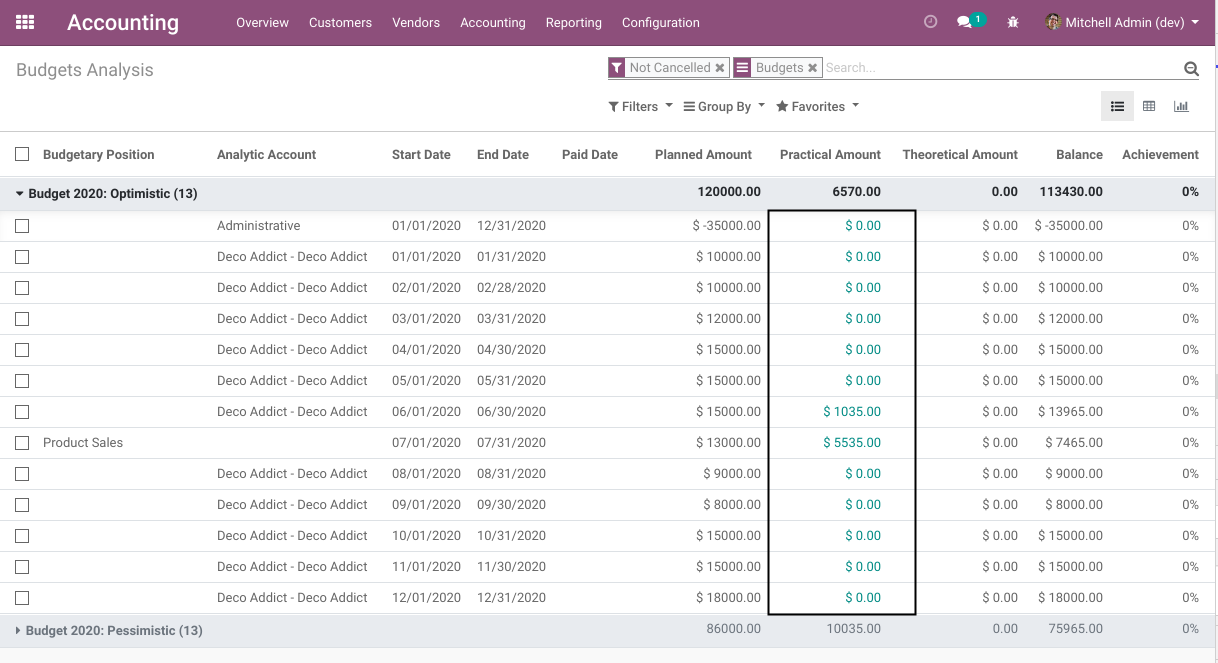 Accounting Overview Customers Vendors Accounting Reporting Configuration 1 Mitchell Admin (dev)
Budgets Analysis Not Cancelled Budgets Search...
Filters Group By Favorites
Budgetary Position Analytic Account Start Date End Date Paid Date Planned Amount Practical Amount Theoretical Amount Balance Achievement
Budget 2020: Optimistic (13) 120000.00 6570.00 0.00 113430.00 0%
Administrative 01/01/2020 12/31/2020 $ -35000.00 $ 0.00 $ 0.00 $ -35000.00 0%
Deco Addict - Deco Addict 01/01/2020 01/31/2020 $ 10000.00 $ 0.00 $ 0.00 $ 10000.00 0%
Deco Addict - Deco Addict 02/01/2020 02/28/2020 $ 10000.00 $ 0.00 $ 0.00 $ 10000.00 0%
Deco Addict - Deco Addict 03/01/2020 03/31/2020 $ 12000.00 $ 0.00 $ 0.00 $ 12000.00 0%
Deco Addict - Deco Addict 04/01/2020 04/30/2020 $ 15000.00 $ 0.00 $ 0.00 $ 15000.00 0%
Deco Addict - Deco Addict 05/01/2020 05/31/2020 $ 15000.00 $ 0.00 $ 0.00 $ 15000.00 0%
Deco Addict - Deco Addict 06/01/2020 06/30/2020 $ 15000.00 $ 1035.00 $ 0.00 $ 13965.00 0%
Product Sales 07/01/2020 07/31/2020 $ 13000.00 $ 5535.00 $ 0.00 $ 7465.00 0%
Deco Addict - Deco Addict 08/01/2020 08/31/2020 $ 9000.00 $ 0.00 $ 0.00 $ 9000.00 0%
Deco Addict - Deco Addict 09/01/2020 09/30/2020 $ 8000.00 $ 0.00 $ 0.00 $ 8000.00 0%
Deco Addict - Deco Addict 10/01/2020 10/31/2020 $ 15000.00 $ 0.00 $ 0.00 $ 15000.00 0%
Deco Addict - Deco Addict 11/01/2020 11/30/2020 $ 15000.00 $ 0.00 $ 0.00 $ 15000.00 0%
Deco Addict - Deco Addict 12/01/2020 12/31/2020 $ 18000.00 $ 0.00 $ 0.00 $ 18000.00 0%
Budget 2020: Pessimistic (13) 86000.00 10035.00 0.00 75965.00 0%